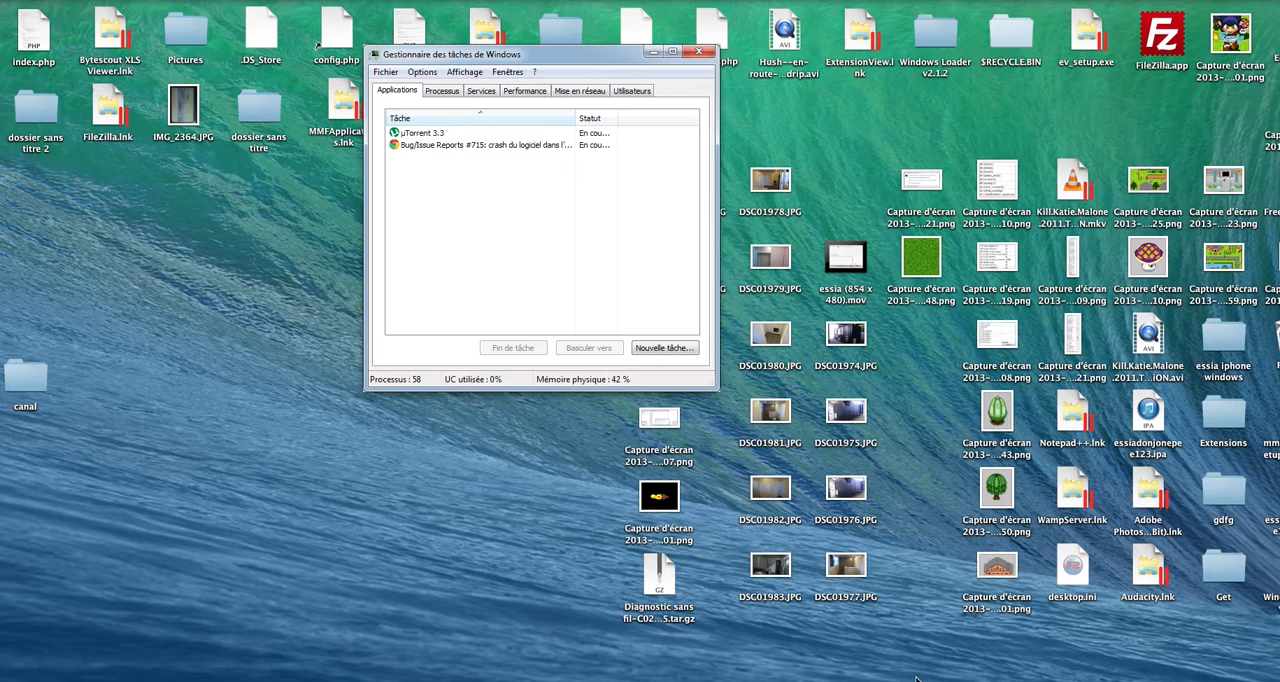 index.php
Bytescout XLS
Viewer.lnk
Pictures
.DS_Store
PHP
config.php
php
AVI
Hush--en-
route-...drip.avi
ExtensionView.l
nk
Windows Loader
v2.1.2
$RECYCLE.BIN
ev_setup.exe
Fz
FileZilla.app
Capture d'écran
2013-....01.png
dossier sans
titre 2
FileZilla.lnk
IMG_2364.JPG
dossier sans
titre
MMFApplicat
s.lnk
Gestionnaire des tâches de Windows
Fichier Options Affichage Fenêtres ?
Applications Processus Services Performance Mise en réseau Utilisateurs
Tâche Statut
µTorrent 3.3 En cou...
Bug/Issue Reports #715: crash du logiciel dans l'... En cou...
Fin de tâche Basculer vers Nouvelle tâche...
Processus : 58 UC utilisée : 0% Mémoire physique : 42 %
canal
DSC01978.JPG
Capture d'écran
2013-....21.png
Capture d'écran
2013-....10.png
Kill.Katie.Malone
.2011.T...N.mkv
Capture d'écran
2013-....25.png
Capture d'écran
2013-....23.png
DSC01979.JPG
essia (854 x
480).mov
Capture d'écran
2013-....48.png
Capture d'écran
2013-....19.png
Capture d'écran
2013-....09.png
Capture d'écran
2013-....10.png
Capture d'écran
2013-....59.png
DSC01980.JPG
DSC01974.JPG
Capture d'écran
2013-....08.png
Capture d'écran
2013-....21.png
AVI
Kill.Katie.Malone
.2011.T...ION.avi
essia iphone
windows
Capture d'écran
2013-....07.png
DSC01981.JPG
DSC01975.JPG
Capture d'écran
2013-....43.png
Notepad++.lnk
IPA
essiadonjonepe
e123.ipa
Extensions
Capture d'écran
2013-....01.png
DSC01982.JPG
DSC01976.JPG
Capture d'écran
2013-....50.png
WampServer.lnk
Adobe
Photos...Bit).lnk
gdfg
GZ
Diagnostic sans
fil-C02...5.tar.gz
DSC01983.JPG
DSC01977.JPG
Capture d'écran
2013-....01.png
desktop.ini
Audacity.lnk
Get